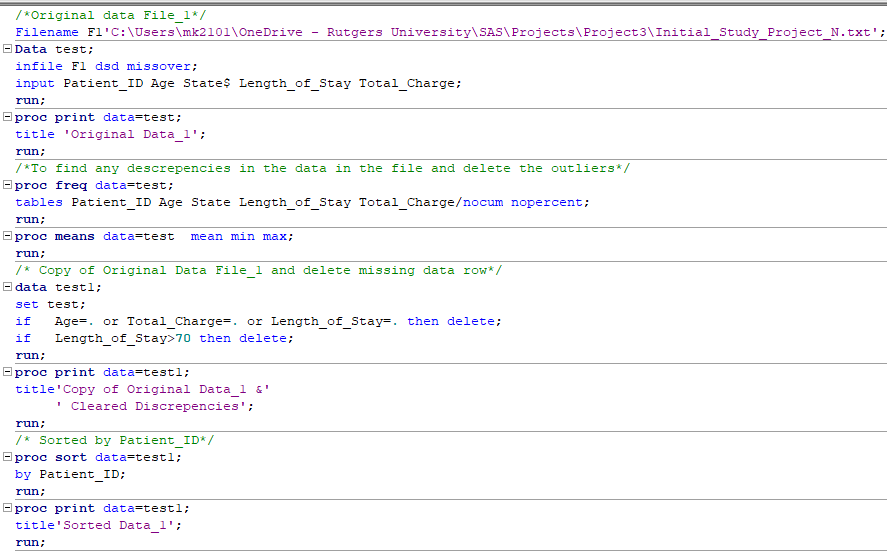 /*Original data File_1*/
Filename F1'C:\Users\mk2101\OneDrive - Rutgers University\SAS\Projects\Project3\Initial_Study_Project_N.txt';
Data test;
infile F1 dsd missover;
input Patient_ID Age State$ Length_of_Stay Total_Charge;
run;
proc print data=test;
title 'Original Data_1';
run;
/*To find any descrepencies in the data in the file and delete the outliers*/
proc freq data=test;
tables Patient_ID Age State Length_of_Stay Total_Charge/nocum nopercent;
run;
proc means data=test  mean min max;
run;
/* Copy of Original Data File_1 and delete missing data row*/
data test1;
set test;
if   Age=. or Total_Charge=. or Length_of_Stay=. then delete;
if   Length_of_Stay>70 then delete;
run;
proc print data=test1;
title'Copy of Original Data_1 &'
     ' Cleared Discrepencies';
run;
/* Sorted by Patient_ID*/
proc sort data=test1;
by Patient_ID;
run;
proc print data=test1;
title'Sorted Data_1';
run;